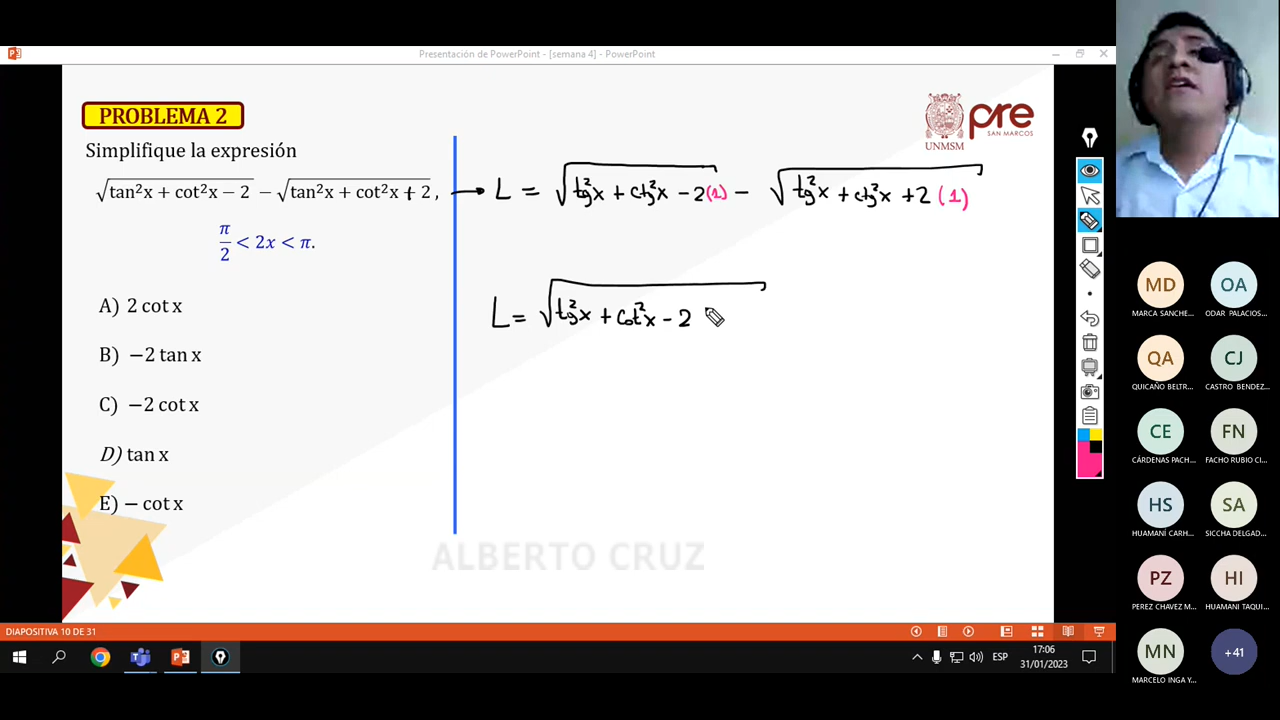 Presentación de PowerPoint - [semana 4] - PowerPoint
PROBLEMA 2
Simplifique la expresión
√(tan²x + cot²x − 2) − √(tan²x + cot²x + 2),
π/2 < 2x < π.
A) 2 cot x
B) −2 tan x
C) −2 cot x
D) tan x
E) − cot x
UNMSM
pre
SAN MARCOS
L = √(tg²x + ctg²x − 2(1)) − √(tg²x + ctg²x + 2(1))
L = √(tg²x + cot²x − 2)
ALBERTO CRUZ
MD
MARCA SANCHE...
OA
ODAR PALACIOS...
QA
QUICAÑO BELTR...
CJ
CASTRO BENDEZ...
CE
CÁRDENAS PACH...
FN
FACHO RUBIO CI...
HS
HUAMANÍ CARH...
SA
SICCHA DELGAD...
PZ
PEREZ CHAVEZ M...
HI
HUAMANI TAQUI...
MN
MARCELO INGA Y...
+41
DIAPOSITIVA 10 DE 31
ESP
17:06
31/01/2023